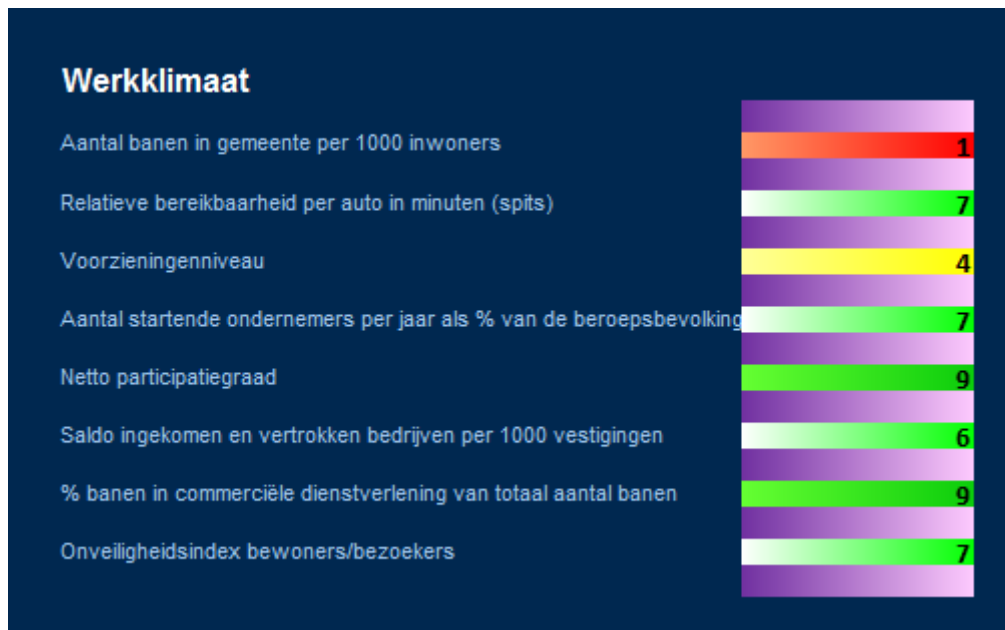 Werkklimaat
Aantal banen in gemeente per 1000 inwoners 1
Relatieve bereikbaarheid per auto in minuten (spits) 7
Voorzieningenniveau 4
Aantal startende ondernemers per jaar als % van de beroepsbevolking 7
Netto participatiegraad 9
Saldo ingekomen en vertrokken bedrijven per 1000 vestigingen 6
% banen in commerciële dienstverlening van totaal aantal banen 9
Onveiligheidsindex bewoners/bezoekers 7